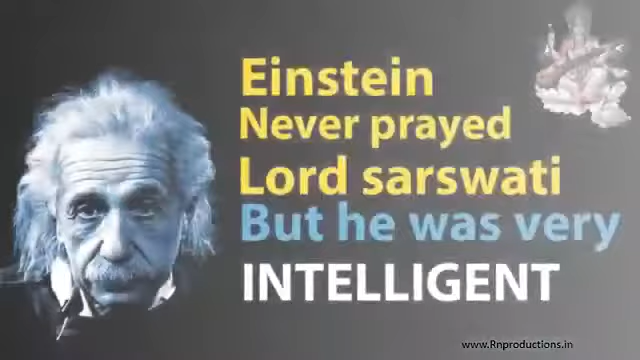 Einstein
Never prayed
Lord sarswati
But he was very
INTELLIGENT
www.Rnproductions.in